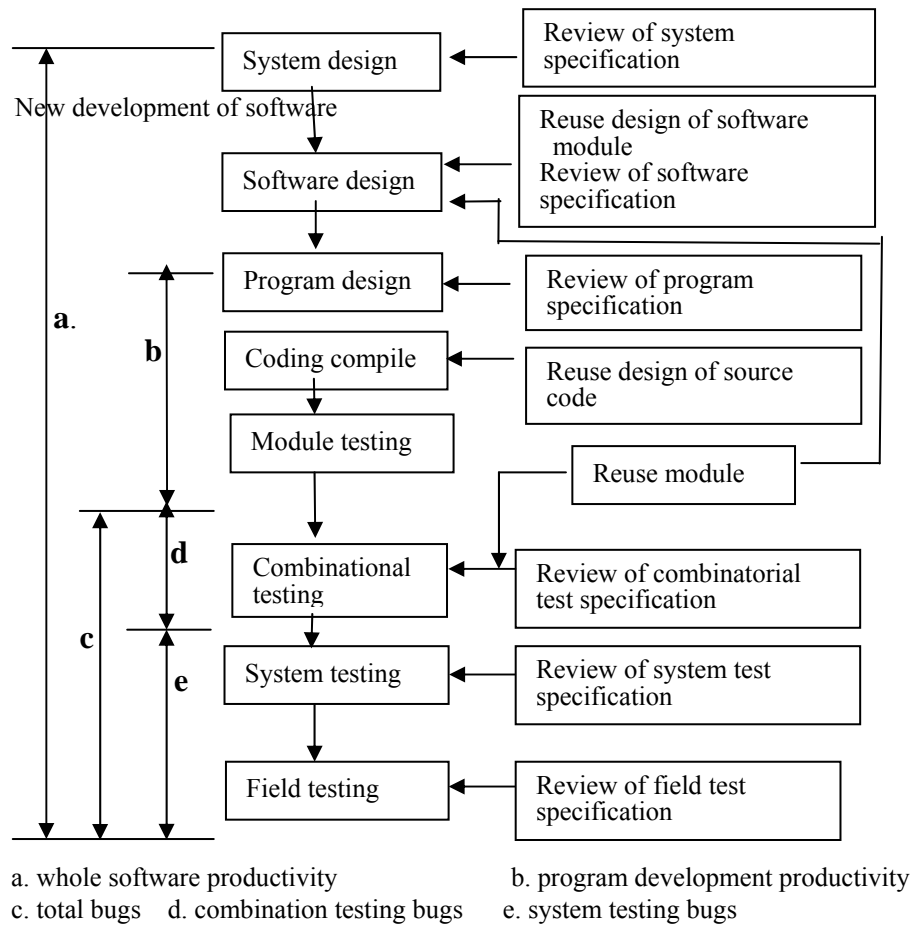 System design
Review of system
specification
New development of software
Reuse design of software
module
Review of software
specification
Software design
Program design
Review of program
specification
a.
b
Coding compile
Reuse design of source
code
Module testing
Reuse module
d
Combinational
testing
Review of combinatorial
test specification
c
e
System testing
Review of system test
specification
Field testing
Review of field test
specification
a. whole software productivity
b. program development productivity
c. total bugs d. combination testing bugs e. system testing bugs